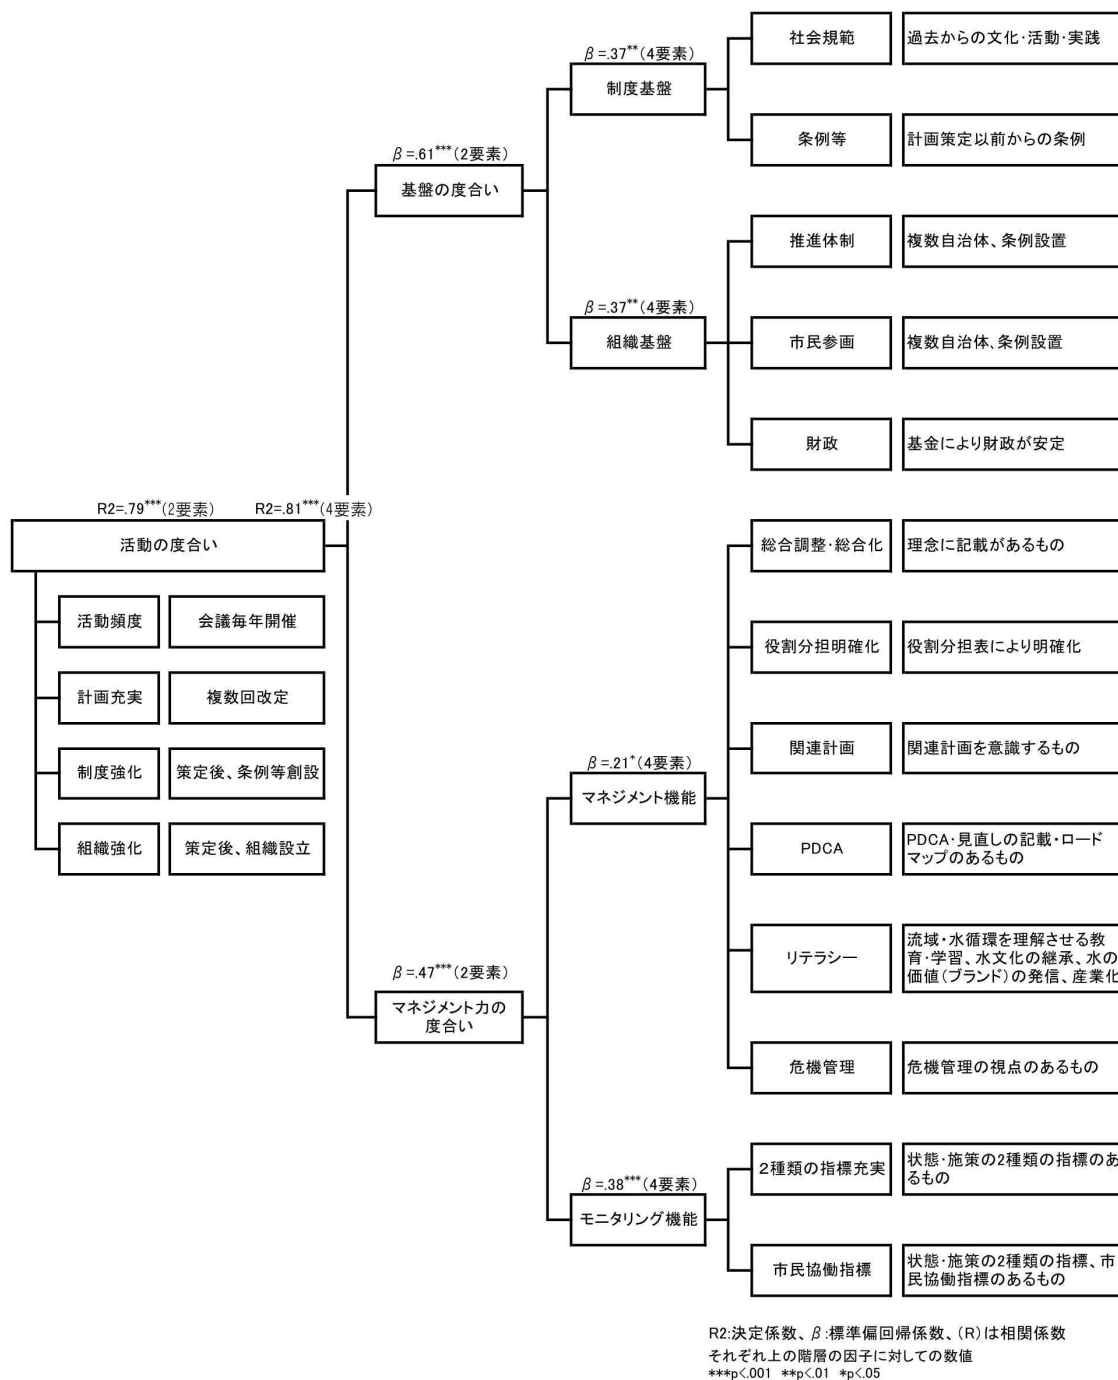 社会規範
過去からの文化・活動・実践
β=.37**(4要素)
制度基盤
条例等
計画策定以前からの条例
β=.61***(2要素)
基盤の度合い
推進体制
複数自治体、条例設置
β=.37**(4要素)
組織基盤
市民参画
複数自治体、条例設置
財政
基金により財政が安定
R2=.79***(2要素)
R2=.81***(4要素)
活動の度合い
活動頻度
会議毎年開催
計画充実
複数回改定
制度強化
策定後、条例等創設
組織強化
策定後、組織設立
総合調整・総合化
理念に記載があるもの
役割分担明確化
役割分担表により明確化
関連計画
関連計画を意識するもの
β=.21*(4要素)
マネジメント機能
PDCA
PDCA・見直しの記載・ロード
マップのあるもの
リテラシー
流域・水循環を理解させる教
育・学習、水文化の継承、水の
価値(ブランド)の発信、産業化
β=.47***(2要素)
マネジメント力の
度合い
危機管理
危機管理の視点のあるもの
2種類の指標充実
状態・施策の2種類の指標のあ
るもの
β=.38***(4要素)
モニタリング機能
市民協働指標
状態・施策の2種類の指標、市
民協働指標のあるもの
R2:決定係数、β:標準偏回帰係数、(R)は相関係数
それぞれ上の階層の因子に対しての数値
***p<.001 **p<.01 *p<.05